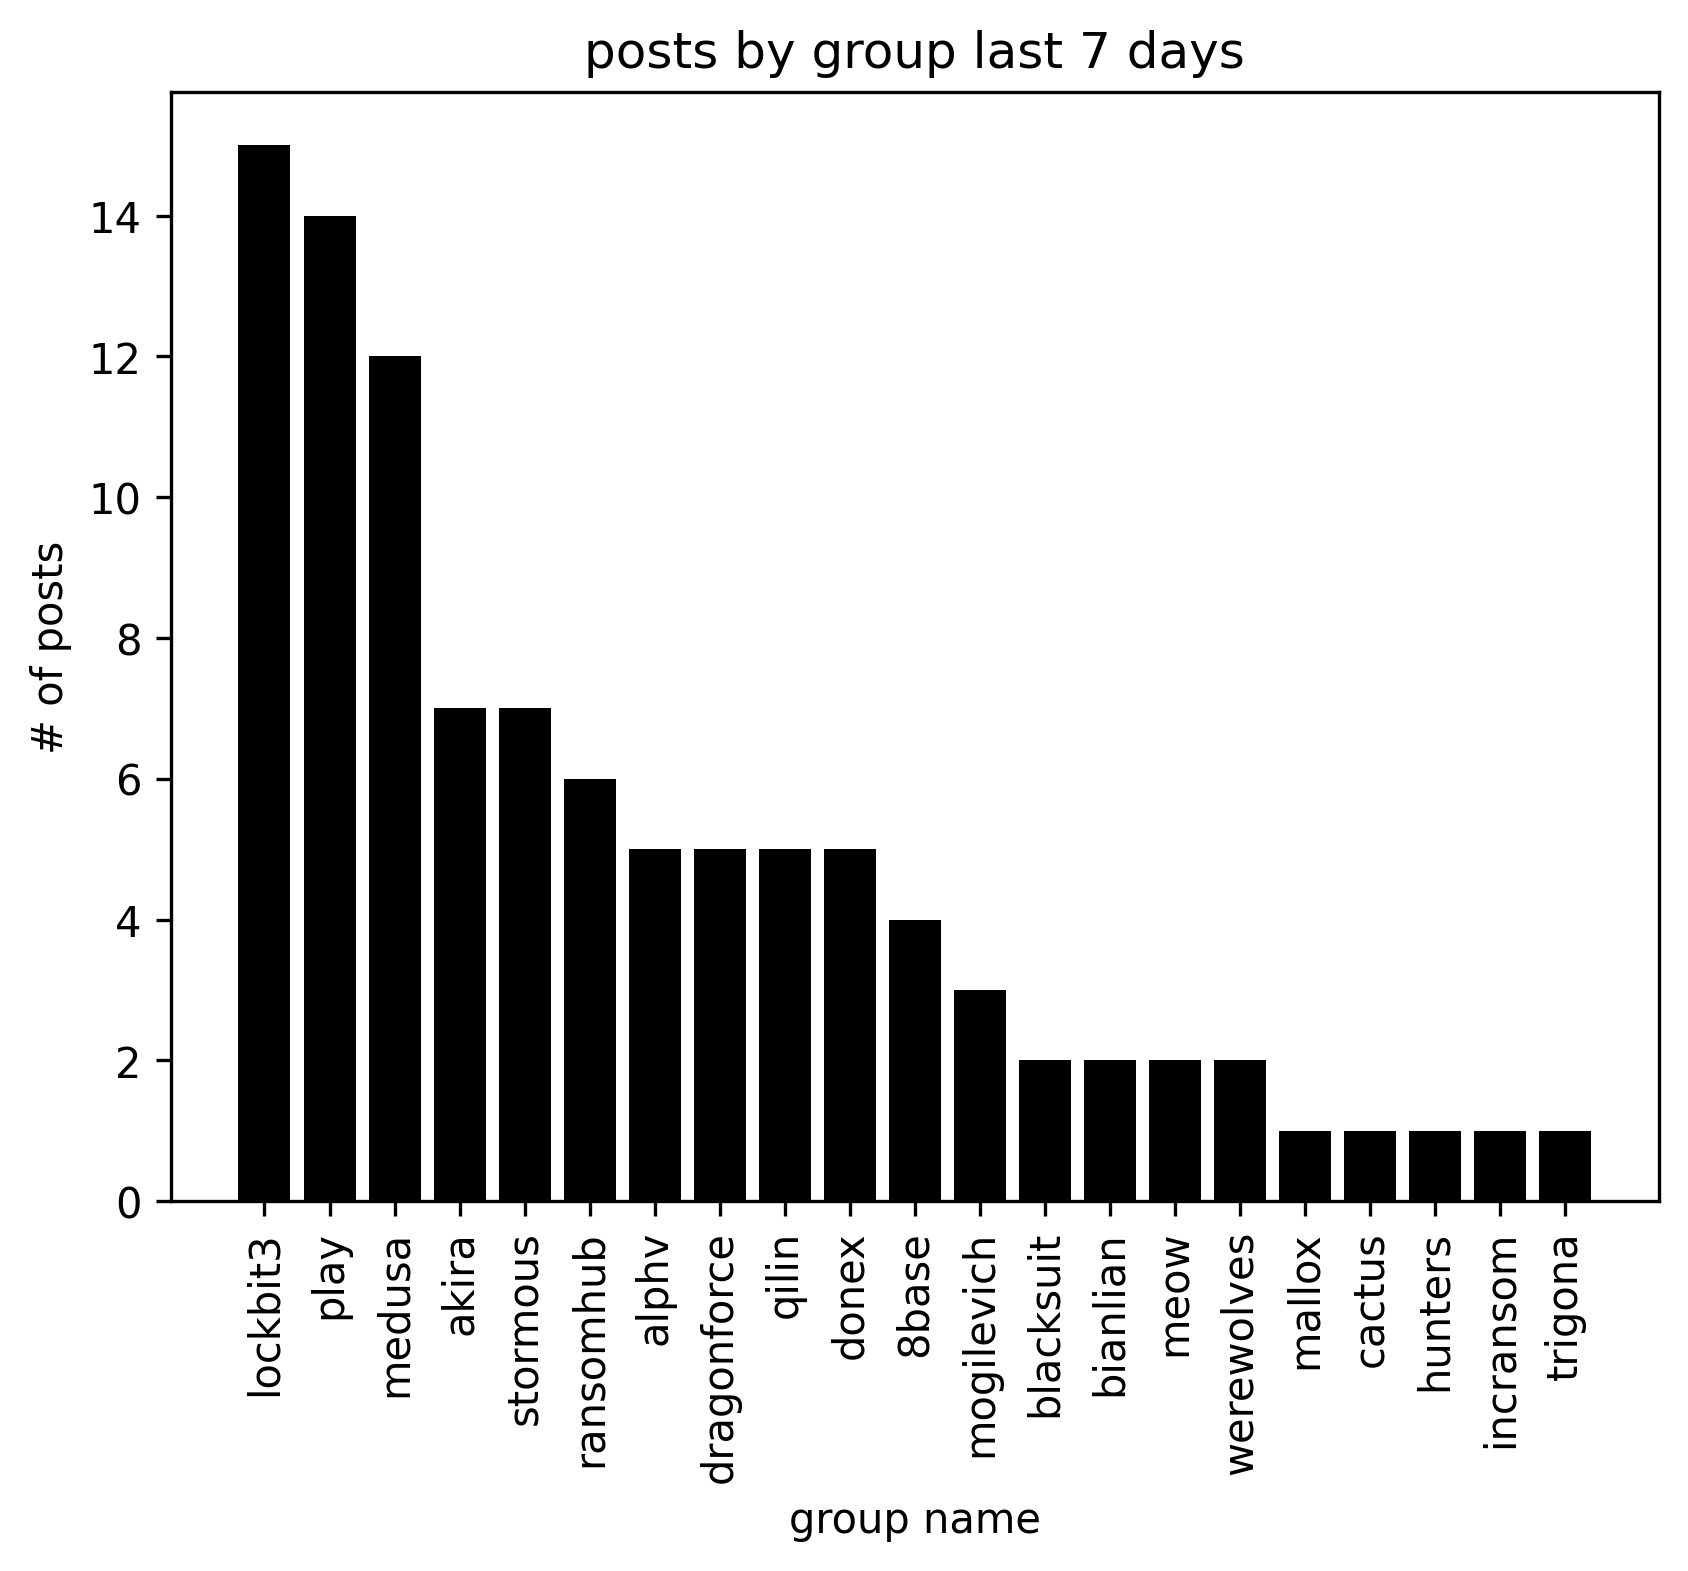 posts by group last 7 days
14
12
10
8
6
4
2
0
# of posts
lockbit3
play
medusa
akira
stormous
ransomhub
alphv
dragonforce
qilin
donex
8base
mogilevich
blacksuit
bianlian
meow
werewolves
mallox
cactus
hunters
incransom
trigona
group name